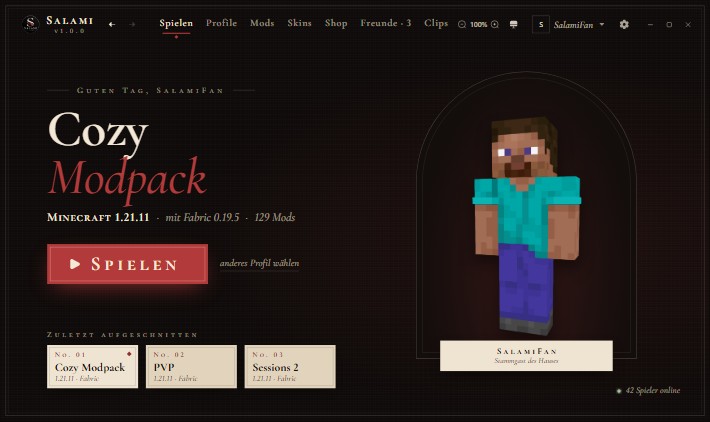 Salami
v1.0.0
Spielen Profile Mods Skins Shop Freunde · 3 Clips
100%
S SalamiFan
Guten Tag, SalamiFan
Cozy
Modpack
Minecraft 1.21.11 · mit Fabric 0.19.5 · 129 Mods
Spielen
anderes Profil wählen
Zuletzt aufgeschnitten
No. 01
Cozy Modpack
1.21.11 · Fabric
No. 02
PVP
1.21.11 · Fabric
No. 03
Sessions 2
1.21.11 · Fabric
SalamiFan
Stammgast des Hauses
42 Spieler online